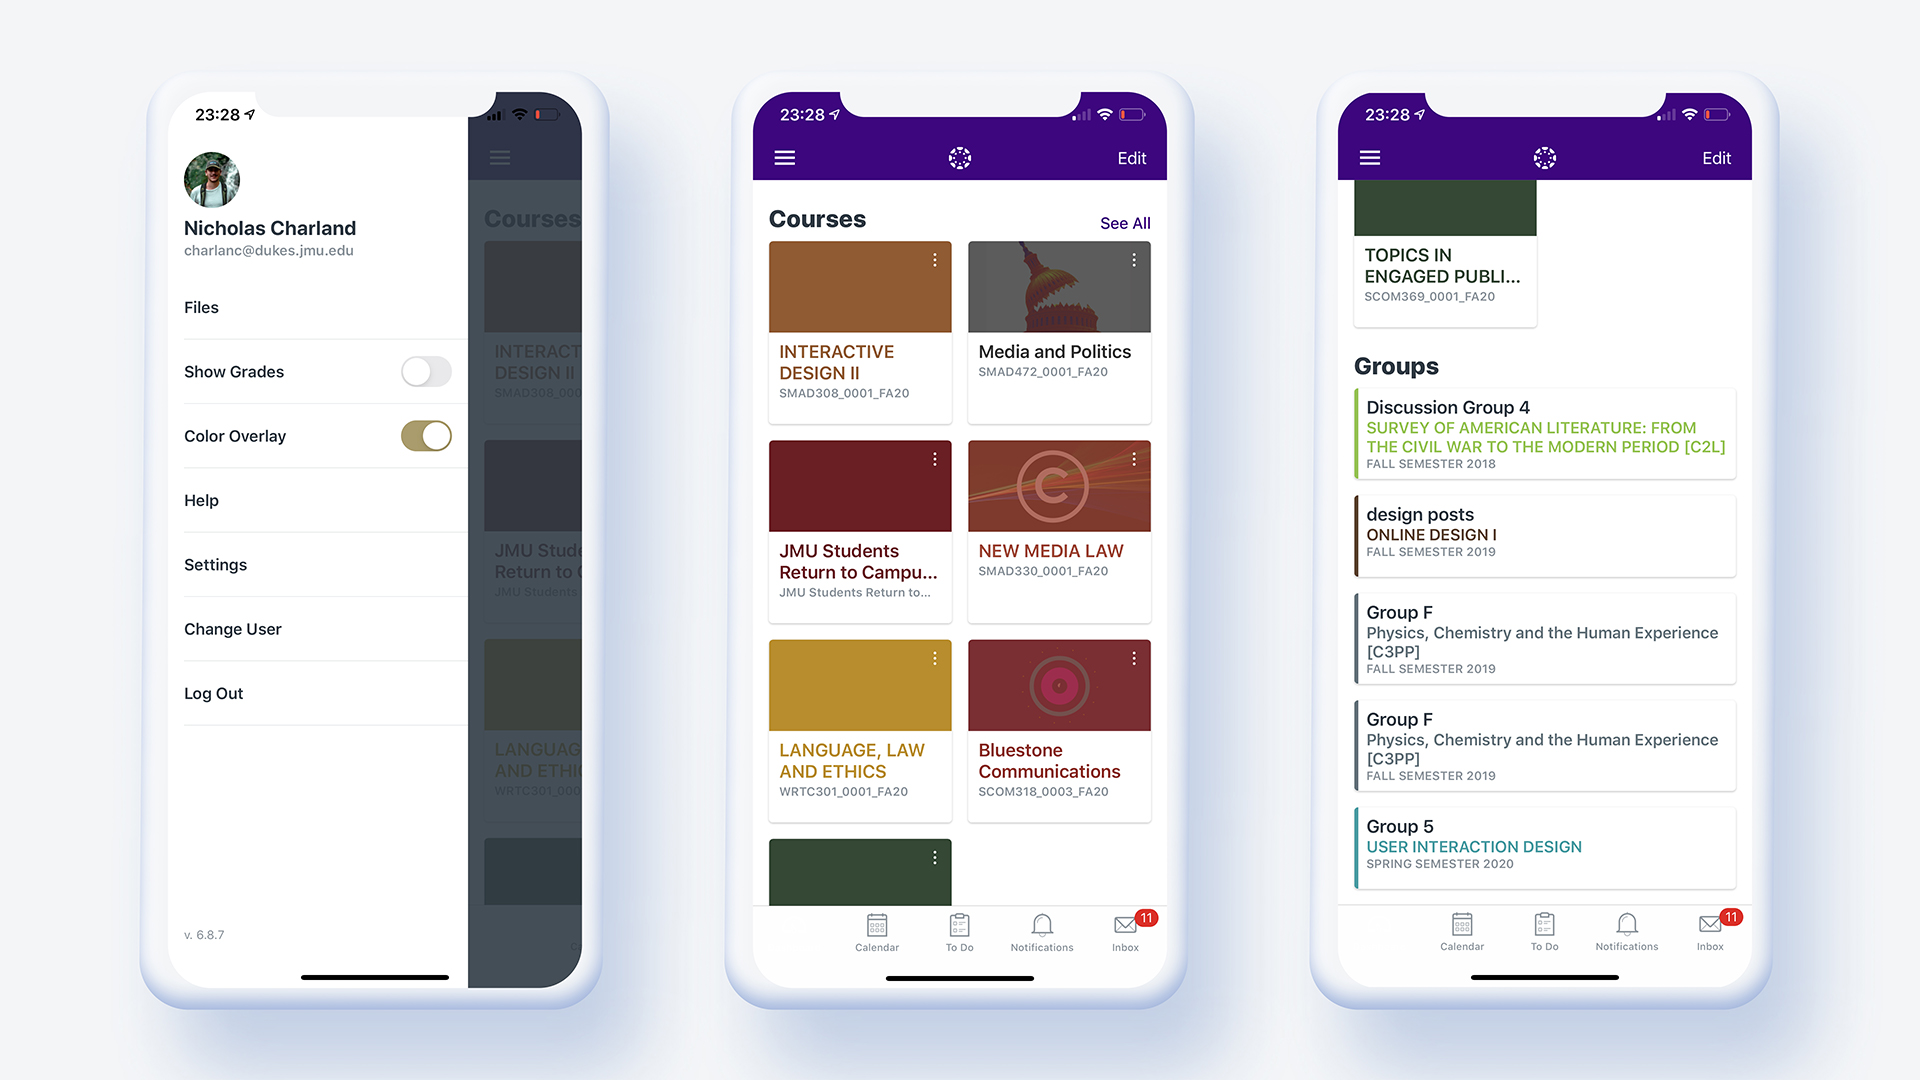 23:28
Nicholas Charland
charlanc@dukes.jmu.edu
Files
Show Grades
Color Overlay
Help
Settings
Change User
Log Out
v. 6.8.7
Courses
INTERACT
DESIGN II
SMAD308_000
JMU Stude
Return to C
JMU Students
LANGUAG
AND ETHI
WRTC301_000
Ca
23:28
Edit
Courses
See All
INTERACTIVE
DESIGN II
SMAD308_0001_FA20
Media and Politics
SMAD472_0001_FA20
JMU Students
Return to Campu...
JMU Students Return to...
C
NEW MEDIA LAW
SMAD330_0001_FA20
LANGUAGE, LAW
AND ETHICS
WRTC301_0001_FA20
Bluestone
Communications
SCOM318_0003_FA20
Calendar
To Do
Notifications
11
Inbox
23:28
Edit
TOPICS IN
ENGAGED PUBLI...
SCOM369_0001_FA20
Groups
Discussion Group 4
SURVEY OF AMERICAN LITERATURE: FROM
THE CIVIL WAR TO THE MODERN PERIOD [C2L]
FALL SEMESTER 2018
design posts
ONLINE DESIGN I
FALL SEMESTER 2019
Group F
Physics, Chemistry and the Human Experience
[C3PP]
FALL SEMESTER 2019
Group F
Physics, Chemistry and the Human Experience
[C3PP]
FALL SEMESTER 2019
Group 5
USER INTERACTION DESIGN
SPRING SEMESTER 2020
Calendar
To Do
Notifications
11
Inbox